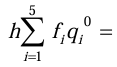 h∑_{i=1}^{5} f_i q_i^0 =